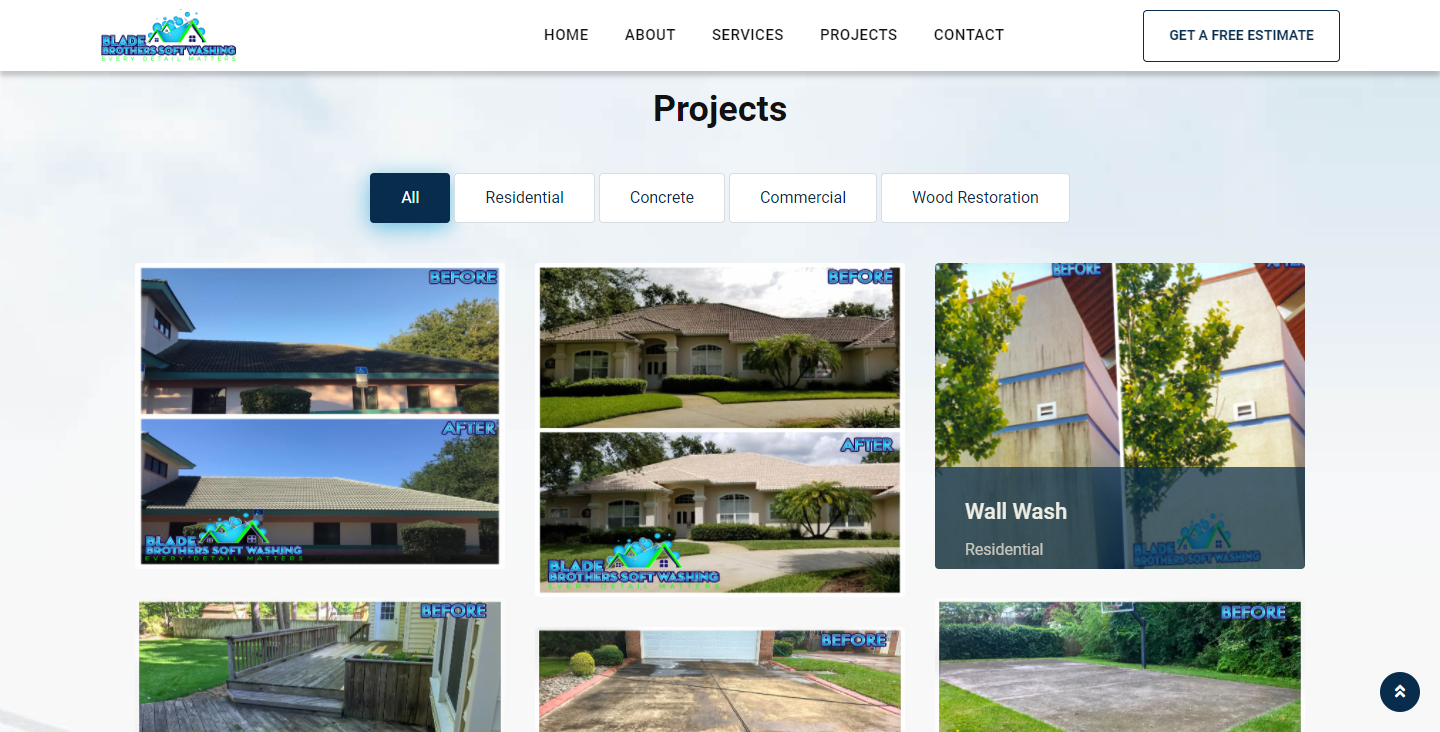 BLADE
BROTHERS SOFT WASHING
EVERY DETAIL MATTERS
HOME
ABOUT
SERVICES
PROJECTS
CONTACT
GET A FREE ESTIMATE
Projects
All
Residential
Concrete
Commercial
Wood Restoration
BEFORE
AFTER
BLADE
BROTHERS SOFT WASHING
EVERY DETAIL MATTERS
BEFORE
AFTER
BLADE
BROTHERS SOFT WASHING
EVERY DETAIL MATTERS
BEFORE
AFTER
Wall Wash
Residential
BLADE
BROTHERS SOFT WASHING
BEFORE
BEFORE
BEFORE